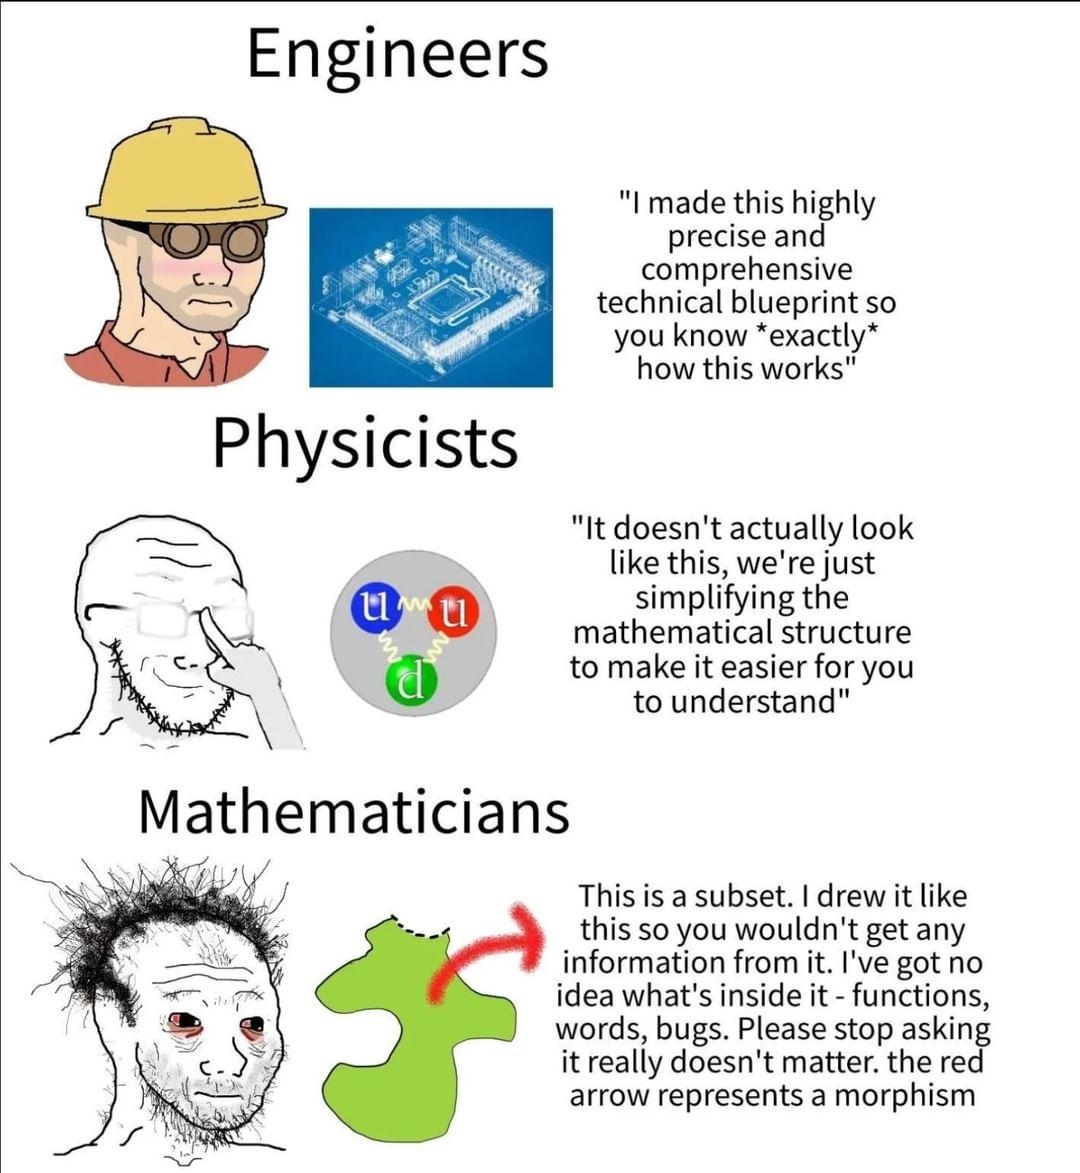 Engineers
"I made this highly
precise and
comprehensive
technical blueprint so
you know *exactly*
how this works"
Physicists
"It doesn't actually look
like this, we're just
simplifying the
mathematical structure
to make it easier for you
to understand"
u u
d
Mathematicians
This is a subset. I drew it like
this so you wouldn't get any
information from it. I've got no
idea what's inside it - functions,
words, bugs. Please stop asking
it really doesn't matter. the red
arrow represents a morphism